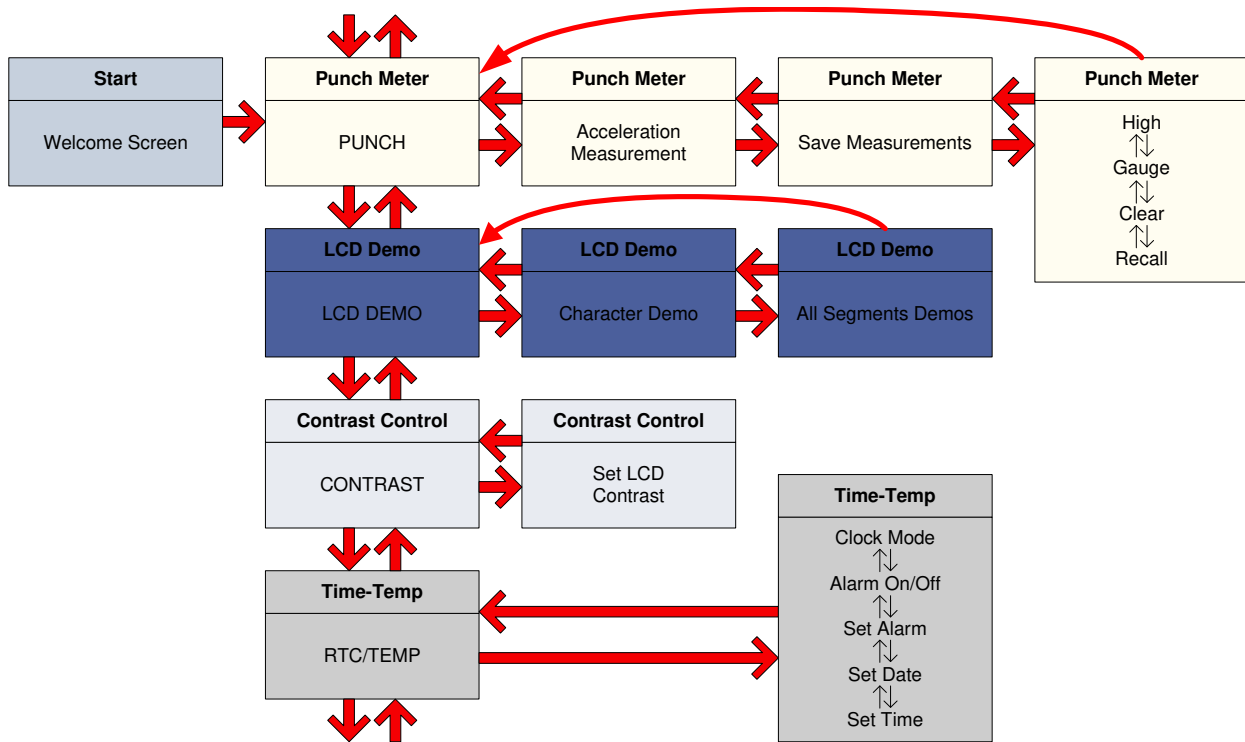 Start
Welcome Screen
Punch Meter
PUNCH
Punch Meter
Acceleration
Measurement
Punch Meter
Save Measurements
Punch Meter
High
Gauge
Clear
Recall
LCD Demo
LCD DEMO
LCD Demo
Character Demo
LCD Demo
All Segments Demos
Contrast Control
CONTRAST
Contrast Control
Set LCD
Contrast
Time-Temp
RTC/TEMP
Time-Temp
Clock Mode
Alarm On/Off
Set Alarm
Set Date
Set Time